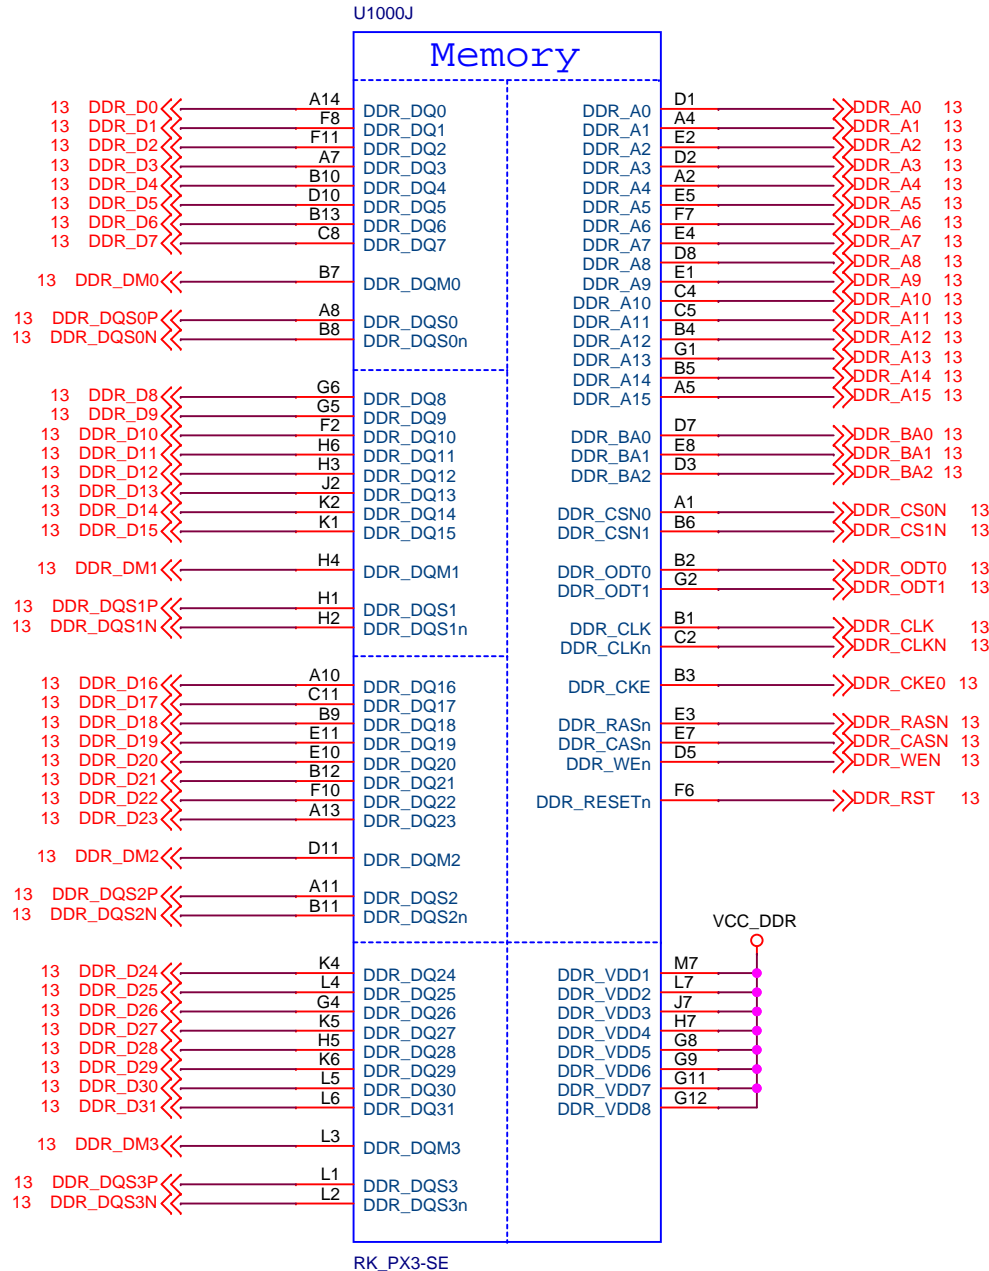 U1000J
Memory
13 DDR_D0 A14 DDR_DQ0
13 DDR_D1 F8 DDR_DQ1
13 DDR_D2 F11 DDR_DQ2
13 DDR_D3 A7 DDR_DQ3
13 DDR_D4 B10 DDR_DQ4
13 DDR_D5 D10 DDR_DQ5
13 DDR_D6 B13 DDR_DQ6
13 DDR_D7 C8 DDR_DQ7
13 DDR_DM0 B7 DDR_DQM0
13 DDR_DQS0P A8 DDR_DQS0
13 DDR_DQS0N B8 DDR_DQS0n
13 DDR_D8 G6 DDR_DQ8
13 DDR_D9 G5 DDR_DQ9
13 DDR_D10 F2 DDR_DQ10
13 DDR_D11 H6 DDR_DQ11
13 DDR_D12 H3 DDR_DQ12
13 DDR_D13 J2 DDR_DQ13
13 DDR_D14 K2 DDR_DQ14
13 DDR_D15 K1 DDR_DQ15
13 DDR_DM1 H4 DDR_DQM1
13 DDR_DQS1P H1 DDR_DQS1
13 DDR_DQS1N H2 DDR_DQS1n
13 DDR_D16 A10 DDR_DQ16
13 DDR_D17 C11 DDR_DQ17
13 DDR_D18 B9 DDR_DQ18
13 DDR_D19 E11 DDR_DQ19
13 DDR_D20 E10 DDR_DQ20
13 DDR_D21 B12 DDR_DQ21
13 DDR_D22 F10 DDR_DQ22
13 DDR_D23 A13 DDR_DQ23
13 DDR_DM2 D11 DDR_DQM2
13 DDR_DQS2P A11 DDR_DQS2
13 DDR_DQS2N B11 DDR_DQS2n
13 DDR_D24 K4 DDR_DQ24
13 DDR_D25 L4 DDR_DQ25
13 DDR_D26 G4 DDR_DQ26
13 DDR_D27 K5 DDR_DQ27
13 DDR_D28 H5 DDR_DQ28
13 DDR_D29 K6 DDR_DQ29
13 DDR_D30 L5 DDR_DQ30
13 DDR_D31 L6 DDR_DQ31
13 DDR_DM3 L3 DDR_DQM3
13 DDR_DQS3P L1 DDR_DQS3
13 DDR_DQS3N L2 DDR_DQS3n
DDR_A0 D1 DDR_A0 13
DDR_A1 A4 DDR_A1 13
DDR_A2 E2 DDR_A2 13
DDR_A3 D2 DDR_A3 13
DDR_A4 A2 DDR_A4 13
DDR_A5 E5 DDR_A5 13
DDR_A6 F7 DDR_A6 13
DDR_A7 E4 DDR_A7 13
DDR_A8 D8 DDR_A8 13
DDR_A9 E1 DDR_A9 13
DDR_A10 C4 DDR_A10 13
DDR_A11 C5 DDR_A11 13
DDR_A12 B4 DDR_A12 13
DDR_A13 G1 DDR_A13 13
DDR_A14 B5 DDR_A14 13
DDR_A15 A5 DDR_A15 13
DDR_BA0 D7 DDR_BA0 13
DDR_BA1 E8 DDR_BA1 13
DDR_BA2 D3 DDR_BA2 13
DDR_CSN0 A1 DDR_CS0N 13
DDR_CSN1 B6 DDR_CS1N 13
DDR_ODT0 B2 DDR_ODT0 13
DDR_ODT1 G2 DDR_ODT1 13
DDR_CLK B1 DDR_CLK 13
DDR_CLKn C2 DDR_CLKN 13
DDR_CKE B3 DDR_CKE0 13
DDR_RASn E3 DDR_RASN 13
DDR_CASn E7 DDR_CASN 13
DDR_WEn D5 DDR_WEN 13
DDR_RESETn F6 DDR_RST 13
VCC_DDR
DDR_VDD1 M7
DDR_VDD2 L7
DDR_VDD3 J7
DDR_VDD4 H7
DDR_VDD5 G8
DDR_VDD6 G9
DDR_VDD7 G11
DDR_VDD8 G12
RK_PX3-SE